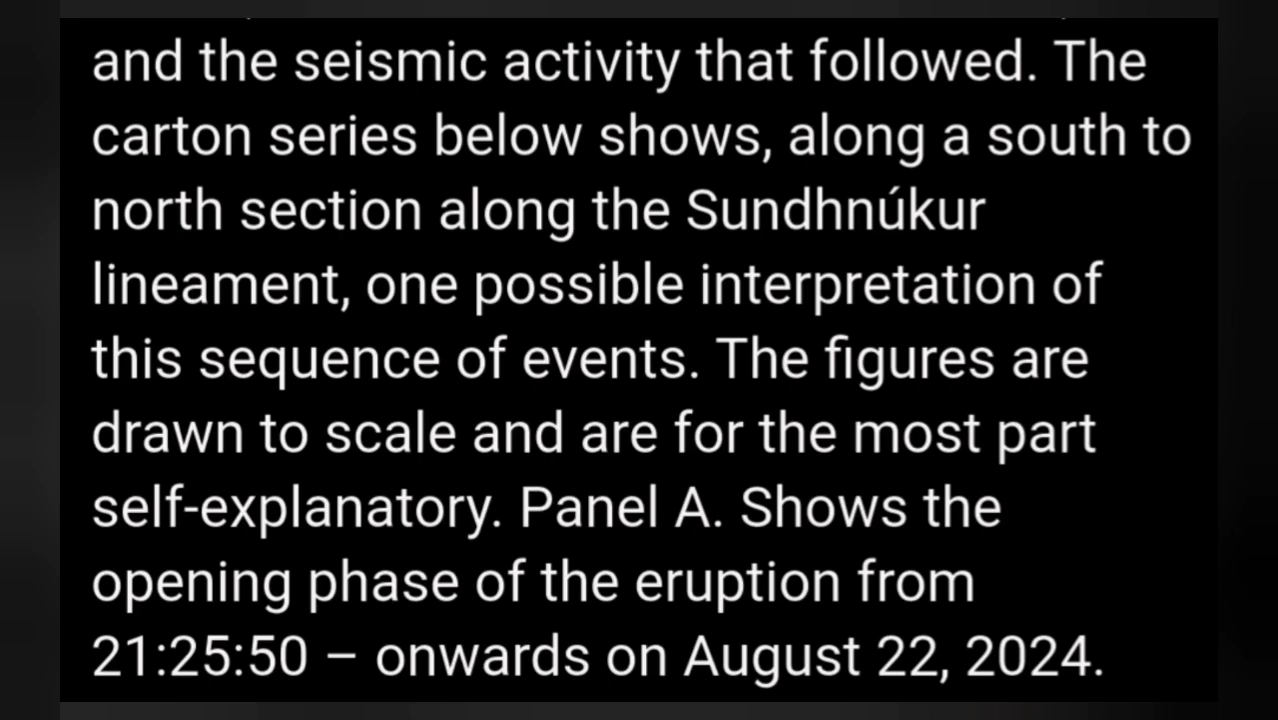 and the seismic activity that followed. The
carton series below shows, along a south to
north section along the Sundhnúkur
lineament, one possible interpretation of
this sequence of events. The figures are
drawn to scale and are for the most part
self-explanatory. Panel A. Shows the
opening phase of the eruption from
21:25:50 – onwards on August 22, 2024.